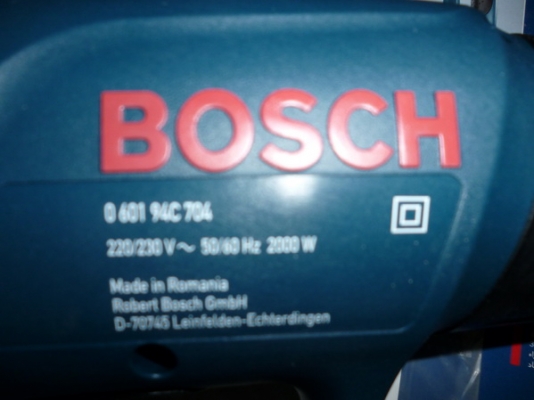 BOSCH
0 601 94C 704
220/230 V ~ 50/60 Hz 2000 W
Made in Romania
Robert Bosch GmbH
D-70745 Leinfelden-Echterdingen